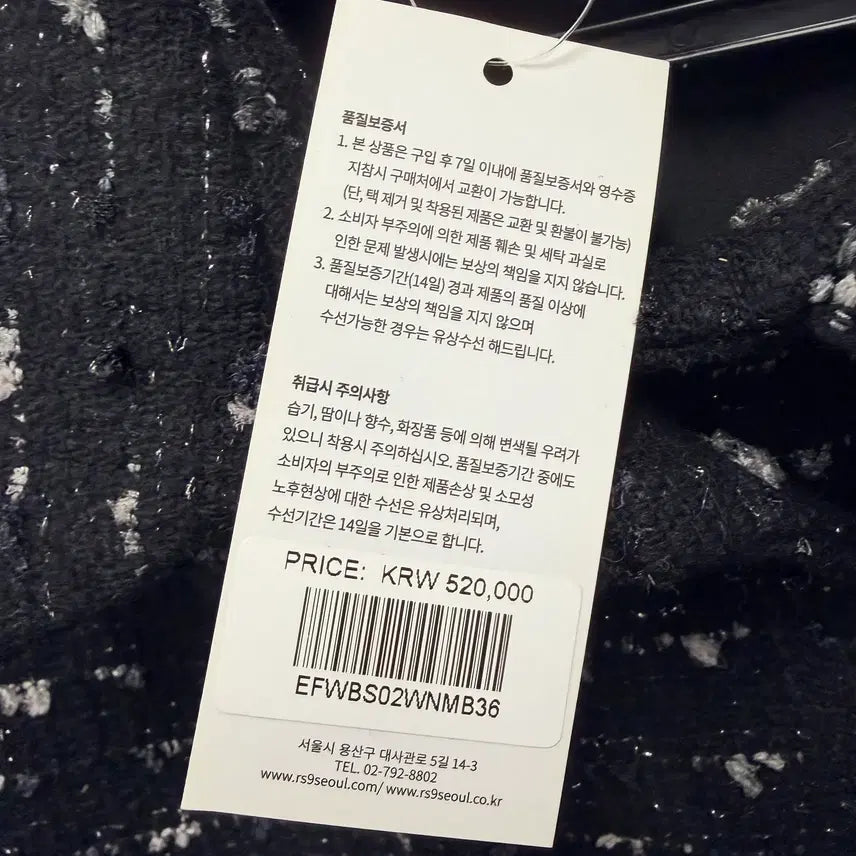 품질보증서
1. 본 상품은 구입 후 7일 이내에 품질보증서와 영수증
지참시 구매처에서 교환이 가능합니다.
(단, 택 제거 및 착용된 제품은 교환 및 환불이 불가능)
2. 소비자 부주의에 의한 제품 훼손 및 세탁 과실로
인한 문제 발생시에는 보상의 책임을 지지 않습니다.
3. 품질보증기간(14일) 경과 제품의 품질 이상에
대해서는 보상의 책임을 지지 않으며
수선가능한 경우는 유상수선 해드립니다.
취급시 주의사항
습기, 땀이나 향수, 화장품 등에 의해 변색될 우려가
있으니 착용시 주의하십시오. 품질보증기간 중에도
소비자의 부주의로 인한 제품손상 및 소모성
노후현상에 대한 수선은 유상처리되며,
수선기간은 14일을 기본으로 합니다.
PRICE: KRW 520,000
EFWBS02WNMB36
서울시 용산구 대사관로 5길 14-3
TEL. 02-792-8802
www.rs9seoul.com/ www.rs9seoul.co.kr